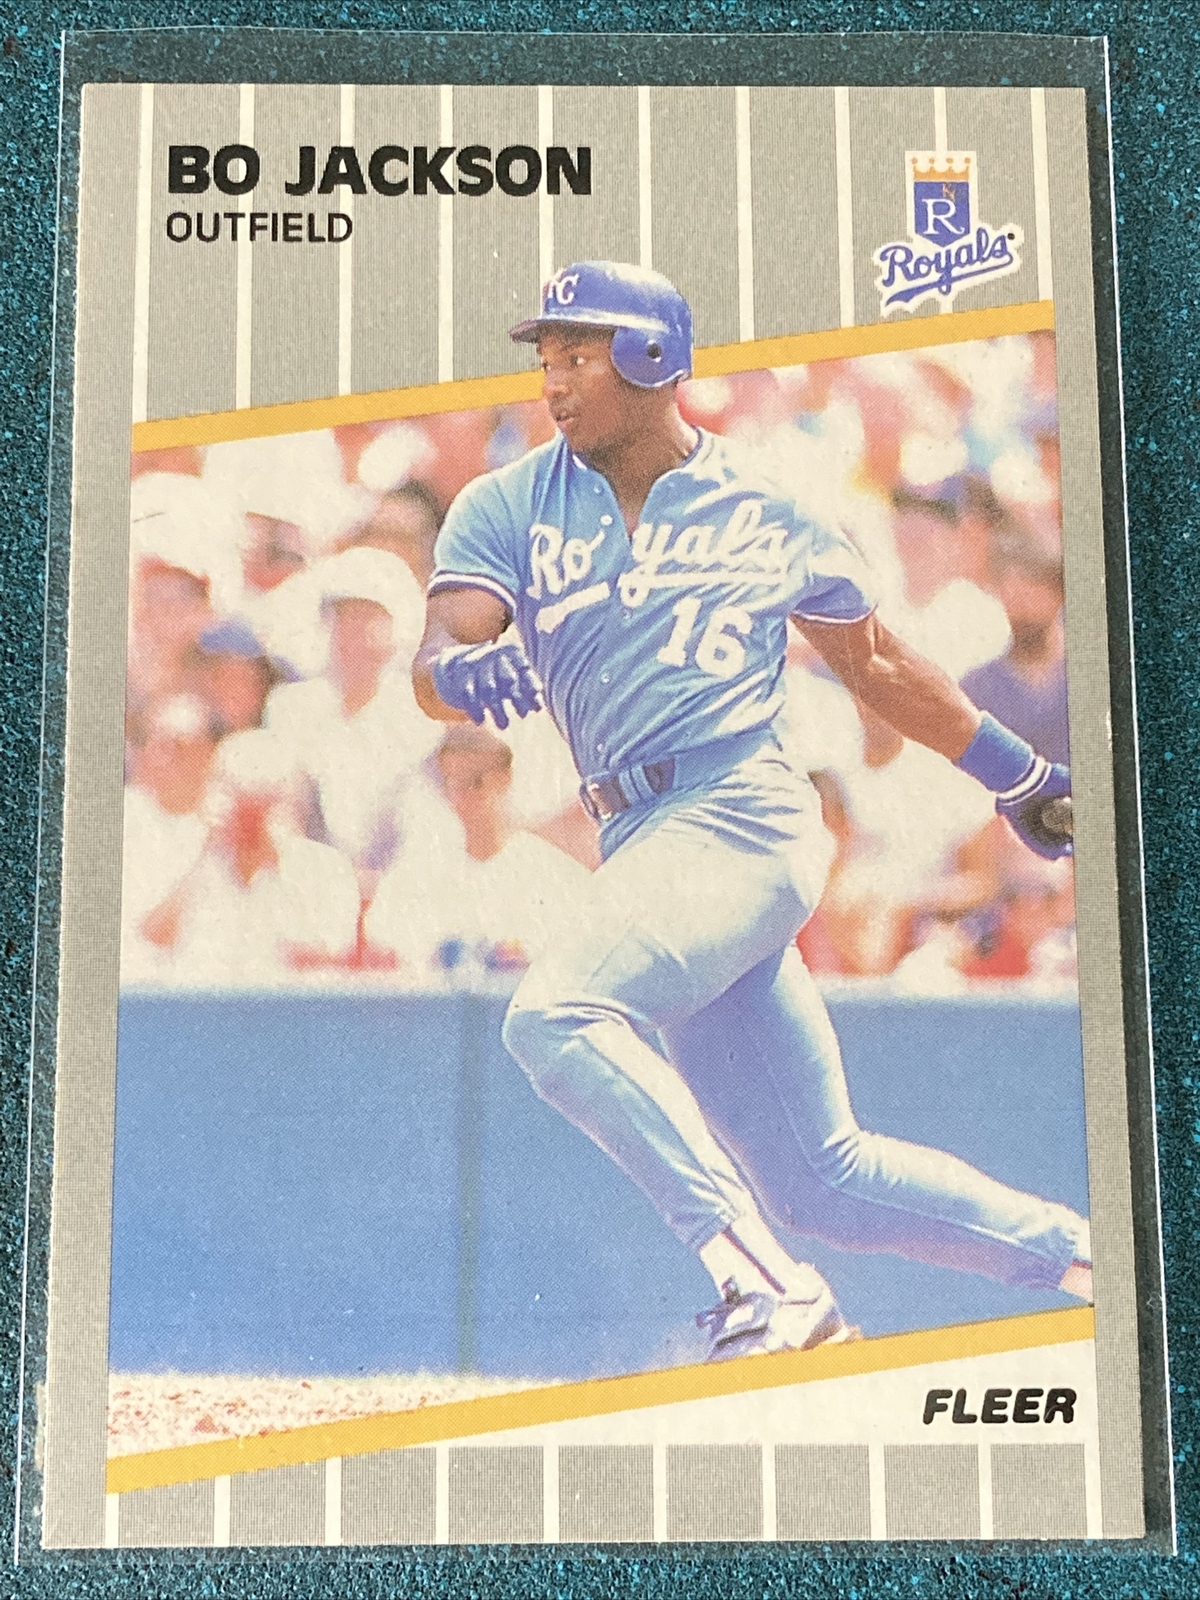 BO JACKSON
OUTFIELD
R
Royals
KC
Royals
16
FLEER